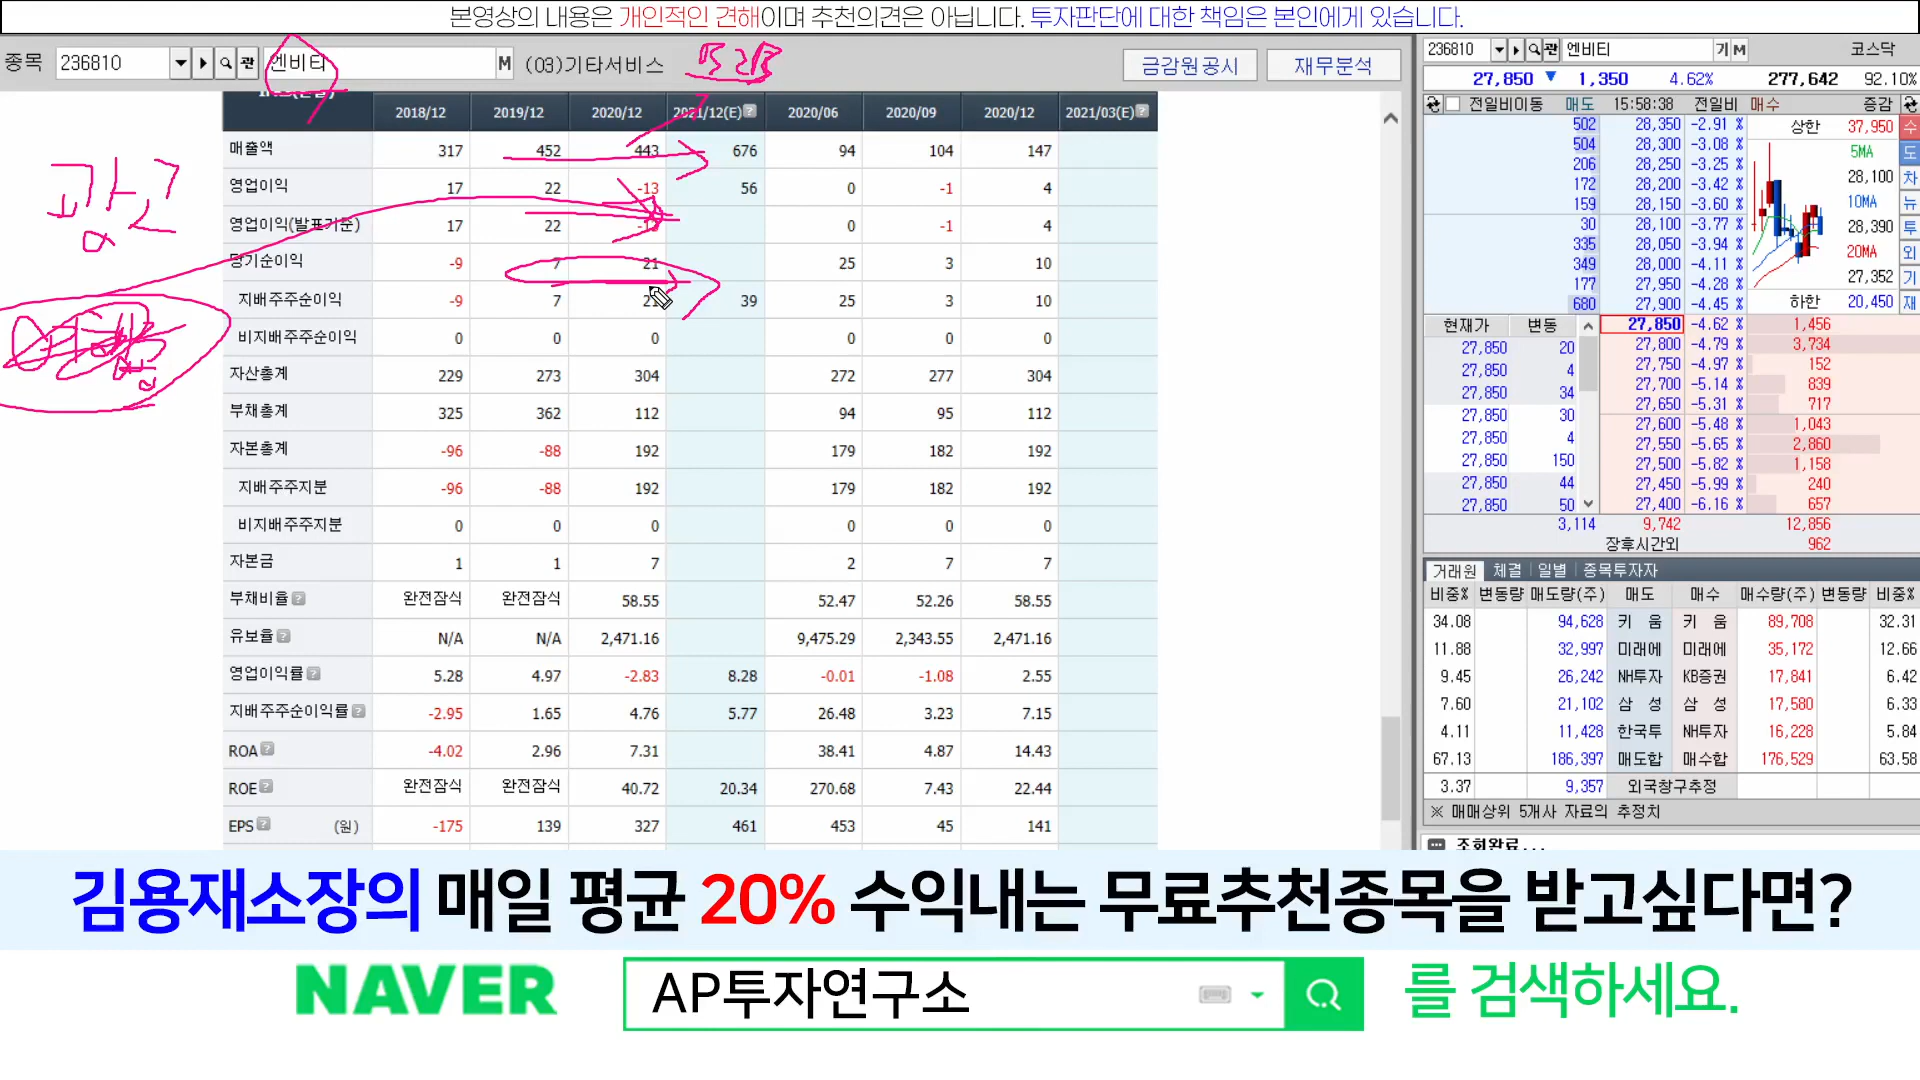 본영상의 내용은 개인적인 견해이며 추천의견은 아닙니다. 투자판단에 대한 책임은 본인에게 있습니다.
종목 236810 관 엔비티 M (03)기타서비스 금감원공시 재무분석
2018/12 2019/12 2020/12 2021/12(E) 2020/06 2020/09 2020/12 2021/03(E)
매출액 317 452 443 676 94 104 147
영업이익 17 22 -13 56 0 -1 4
영업이익(발표기준) 17 22 0 -1 4
당기순이익 -9 7 21 25 3 10
지배주주순이익 -9 7 21 39 25 3 10
비지배주주순이익 0 0 0 0 0 0
자산총계 229 273 304 272 277 304
부채총계 325 362 112 94 95 112
자본총계 -96 -88 192 179 182 192
지배주주지분 -96 -88 192 179 182 192
비지배주주지분 0 0 0 0 0 0
자본금 1 1 7 2 7 7
부채비율 완전잠식 완전잠식 58.55 52.47 52.26 58.55
유보율 N/A N/A 2,471.16 9,475.29 2,343.55 2,471.16
영업이익률 5.28 4.97 -2.83 8.28 -0.01 -1.08 2.55
지배주주순이익률 -2.95 1.65 4.76 5.77 26.48 3.23 7.15
ROA -4.02 2.96 7.31 38.41 4.87 14.43
ROE 완전잠식 완전잠식 40.72 20.34 270.68 7.43 22.44
EPS (원) -175 139 327 461 453 45 141
광고
236810 관 엔비티 기 M 코스닥
27,850 ▼ 1,350 4.62% 277,642 92.10%
전일비이동 매도 15:58:38 전일비 매수 증감
502 28,350 -2.91 % 상한 37,950 수
504 28,300 -3.08 % 5MA 도
206 28,250 -3.25 % 28,100 차
172 28,200 -3.42 % 10MA 뉴
159 28,150 -3.60 %
30 28,100 -3.77 % 28,390 투
335 28,050 -3.94 % 20MA 외
349 28,000 -4.11 %
177 27,950 -4.28 % 27,352 기
680 27,900 -4.45 % 하한 20,450 재
현재가 변동 27,850 -4.62 % 1,456
27,850 20 27,800 -4.79 % 3,734
27,850 4 27,750 -4.97 % 152
27,850 34 27,700 -5.14 % 839
27,850 30 27,650 -5.31 % 717
27,850 4 27,600 -5.48 % 1,043
27,850 150 27,550 -5.65 % 2,860
27,850 44 27,500 -5.82 % 1,158
27,850 50 27,450 -5.99 % 240
27,400 -6.16 % 657
3,114 9,742 12,856
장후시간외 962
거래원 체결 일별 종목투자자
비중% 변동량 매도량(주) 매도 매수 매수량(주) 변동량 비중%
34.08 94,628 키 움 키 움 89,708 32.31
11.88 32,997 미래에 미래에 35,172 12.66
9.45 26,242 NH투자 KB증권 17,841 6.42
7.60 21,102 삼 성 삼 성 17,580 6.33
4.11 11,428 한국투 NH투자 16,228 5.84
67.13 186,397 매도합 매수합 176,529 63.58
3.37 9,357 외국창구추정
※ 매매상위 5개사 자료의 추정치
조회완료...
김용재소장의 매일 평균 20% 수익내는 무료추천종목을 받고싶다면?
NAVER AP투자연구소 를 검색하세요.